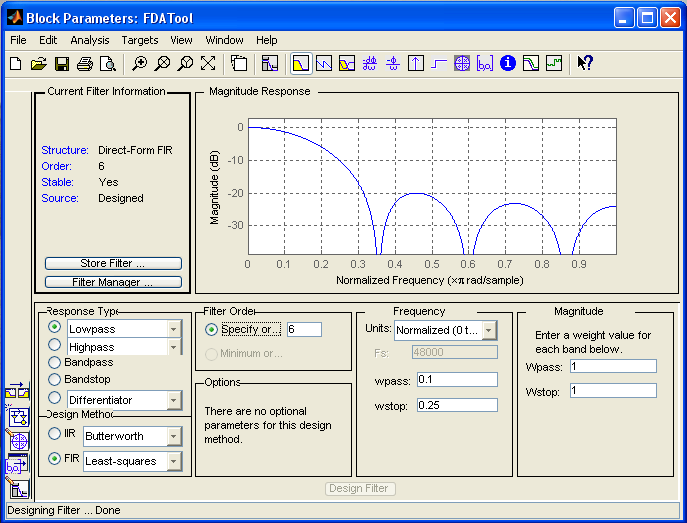 Block Parameters: FDATool
File Edit Analysis Targets View Window Help
Current Filter Information
Structure: Direct-Form FIR
Order: 6
Stable: Yes
Source: Designed
Store Filter ...
Filter Manager ...
Magnitude Response
Magnitude (dB)
0
-10
-20
-30
0 0.1 0.2 0.3 0.4 0.5 0.6 0.7 0.8 0.9
Normalized Frequency (×π rad/sample)
Response Type
Lowpass
Highpass
Bandpass
Bandstop
Differentiator
Design Method
IIR Butterworth
FIR Least-squares
Filter Order
Specify or... 6
Minimum or...
Options
There are no optional
parameters for this design
method.
Frequency
Units: Normalized (0 t...
Fs: 48000
wpass: 0.1
wstop: 0.25
Magnitude
Enter a weight value for
each band below.
Wpass: 1
Wstop: 1
Design Filter
Designing Filter ... Done